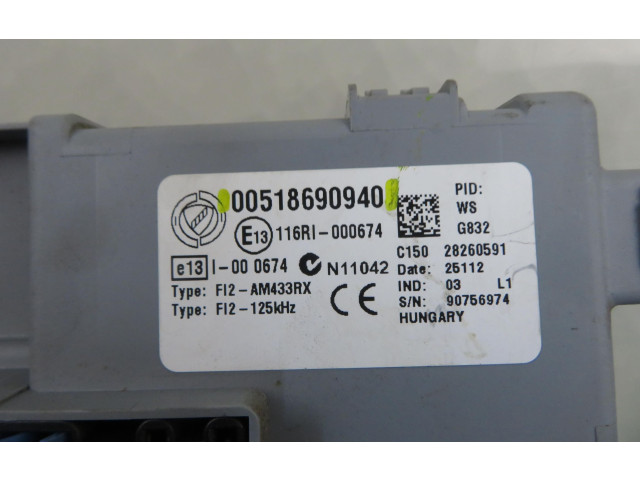 00518690940
E13 116RI-000674
e13 I-00 0674 N11042
Type: FI2-AM433RX
Type: FI2-125kHz
CE
PID:
WS
G832
C150 28260591
Date: 25112
IND: 03 L1
S/N: 90756974
HUNGARY